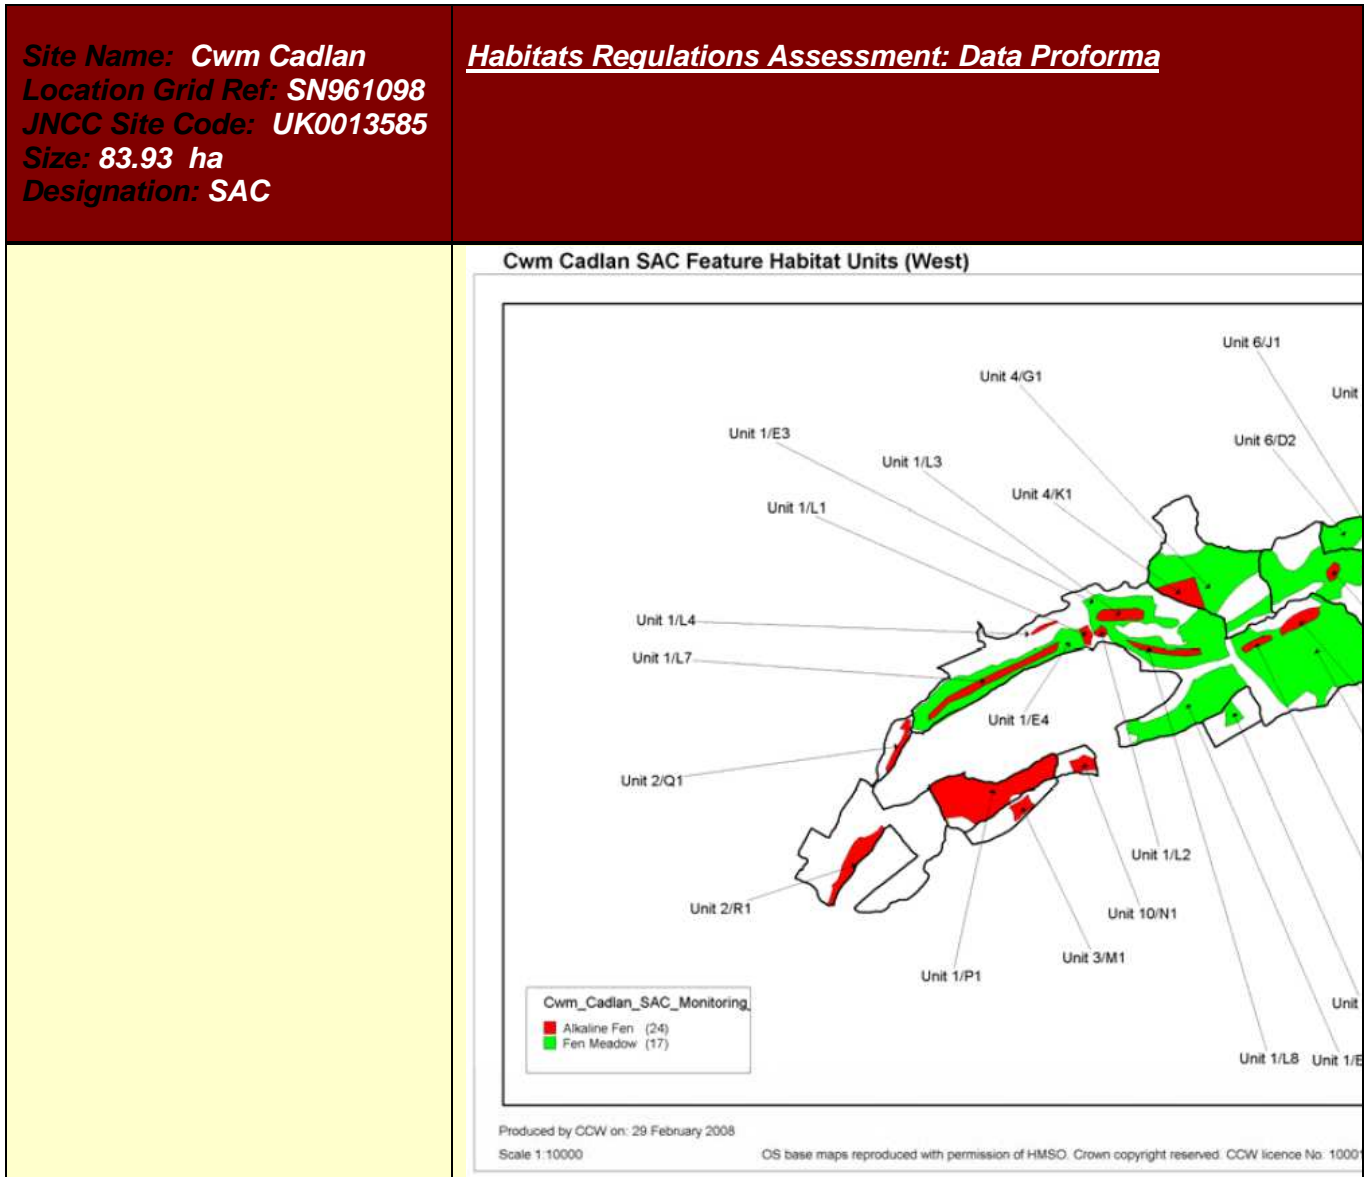 Site Name: Cwm Cadlan
Location Grid Ref: SN961098
JNCC Site Code: UK0013585
Size: 83.93 ha
Designation: SAC
Habitats Regulations Assessment: Data Proforma
Cwm Cadlan SAC Feature Habitat Units (West)
Unit 6/J1
Unit 4/G1
Unit
Unit 1/E3
Unit 6/D2
Unit 1/L3
Unit 4/K1
Unit 1/L1
Unit 1/L4
Unit 1/L7
Unit 1/E4
Unit 2/Q1
Unit 1/L2
Unit 2/R1
Unit 10/N1
Unit 3/M1
Unit 1/P1
Unit
Unit 1/L8
Unit 1/E
Cwm_Cadlan_SAC_Monitoring_
Alkaline Fen (24)
Fen Meadow (17)
Produced by CCW on: 29 February 2008
Scale 1:10000
OS base maps reproduced with permission of HMSO. Crown copyright reserved. CCW licence No. 10001